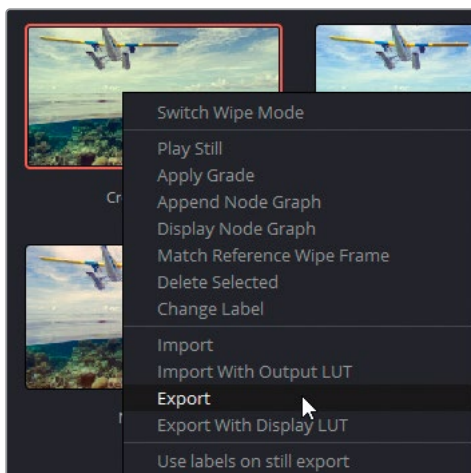 Switch Wipe Mode
Play Still
Apply Grade
Append Node Graph
Display Node Graph
Match Reference Wipe Frame
Delete Selected
Change Label
Import
Import With Output LUT
Export
Export With Display LUT
Use labels on still export